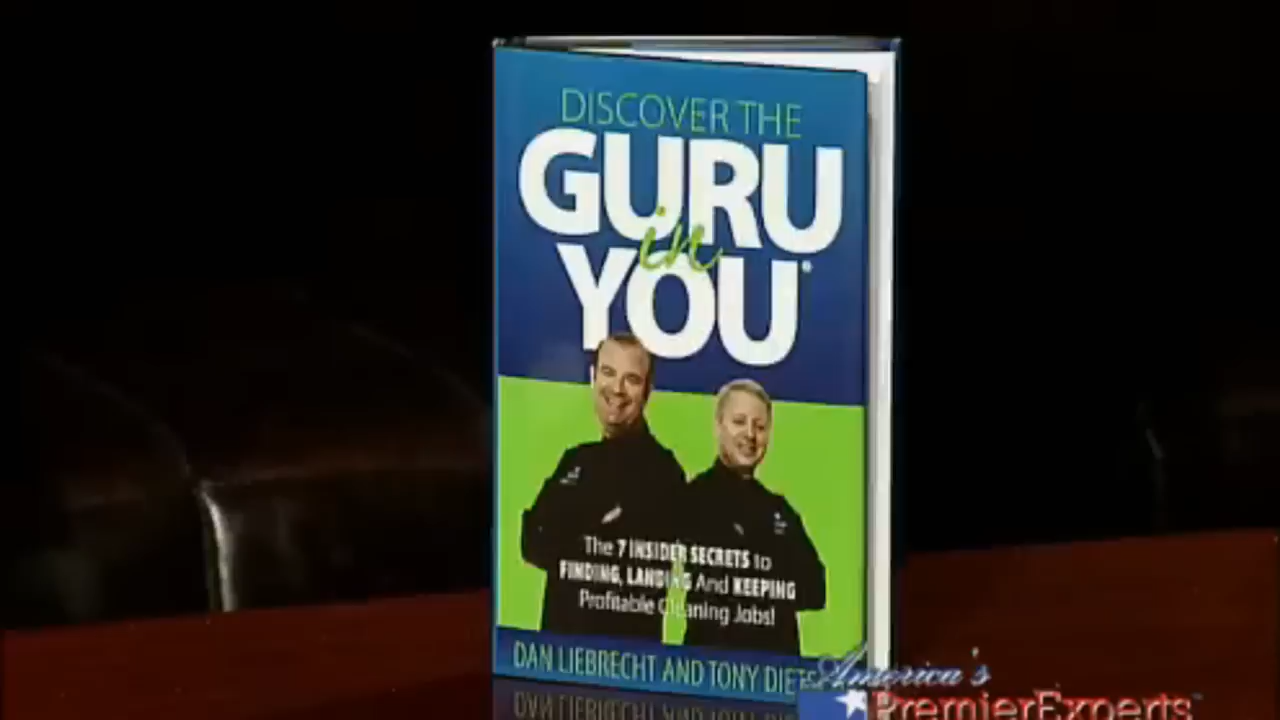 DISCOVER THE
GURU
in
YOU®
The 7 INSIDER SECRETS to
FINDING, LANDING And KEEPING
Profitable Cleaning Jobs!
DAN LIEBRECHT AND TONY
America's
PremierExperts™